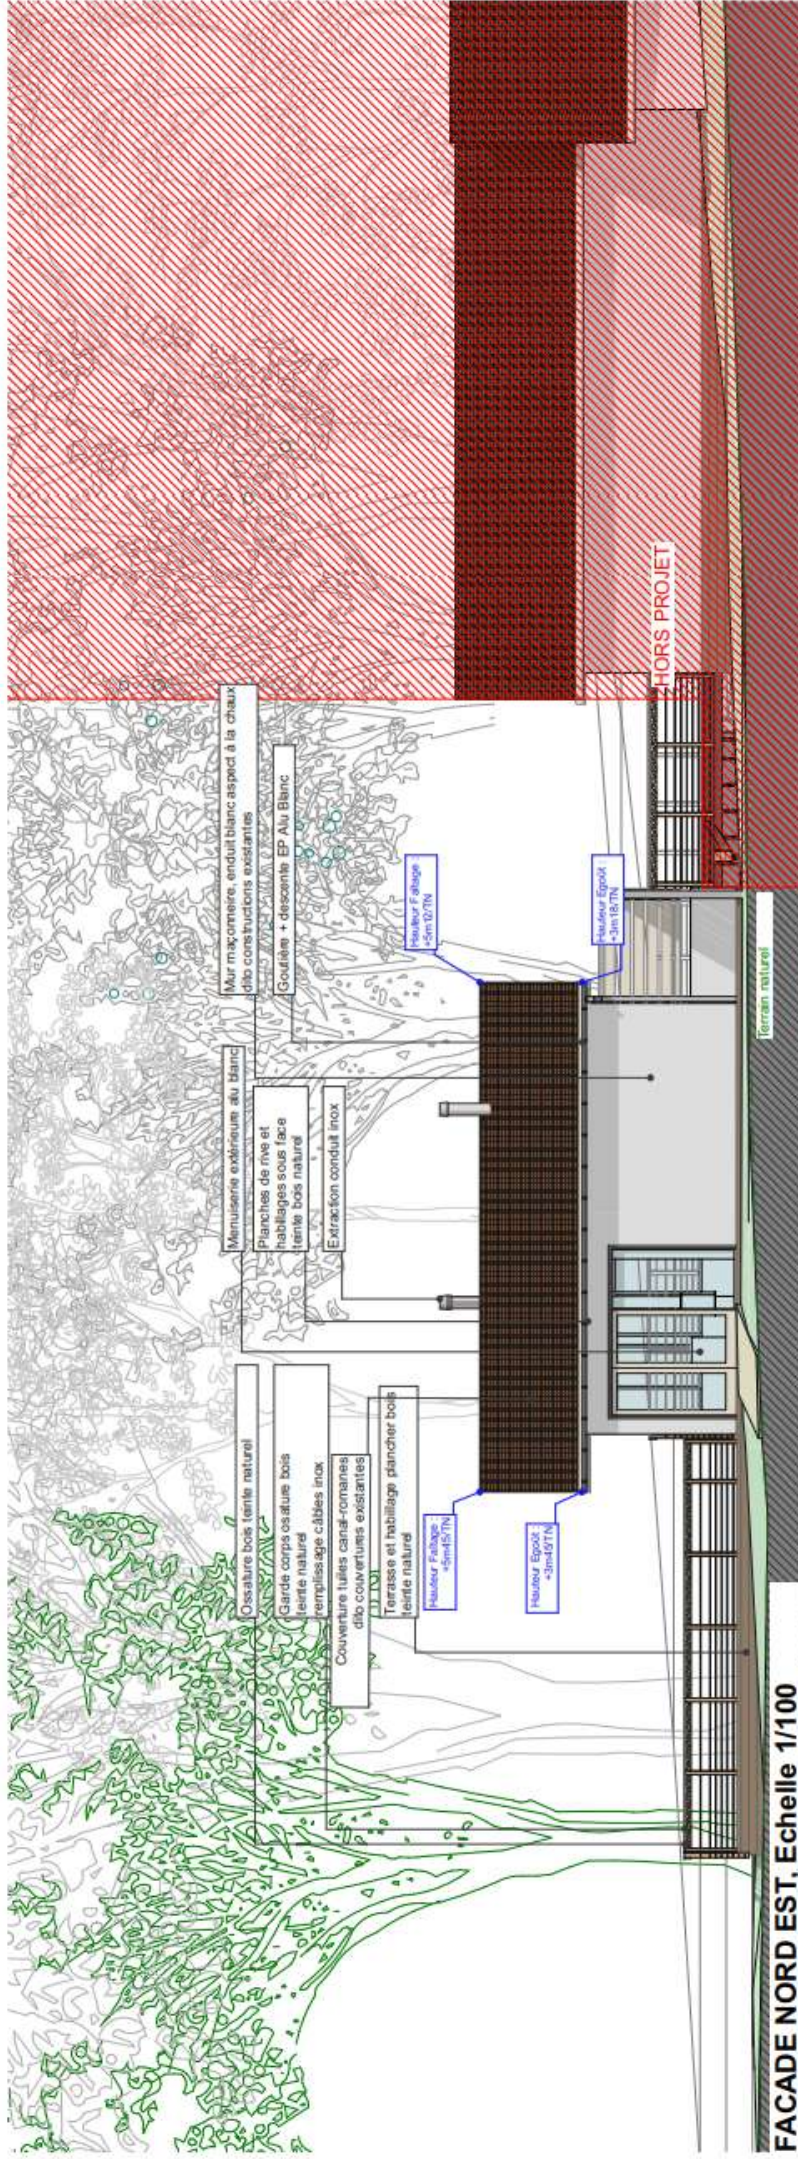 Ossature bois teinte naturel
Garde corps osature bois
teinte naturel
remplissage câbles inox
Couverture tuiles canal-romanes
dito couvertures existantes
Terrasse et habillage plancher bois
teinte naturel
Menuiserie extérieure alu blanc
Planches de rive et
habillages sous face
teinte bois naturel
Extraction conduit inox
Mur maçonneire, enduit blanc aspect à la chaux
dito constructions existantes
Gouttière + descente EP Alu Blanc
Hauteur Faîtage :
+5m45/TN
Hauteur Egoût :
+3m45/TN
Hauteur Faîtage :
+5m12/TN
Hauteur Egoût :
+3m18/TN
HORS PROJET
Terrain naturel
FACADE NORD EST, Echelle 1/100